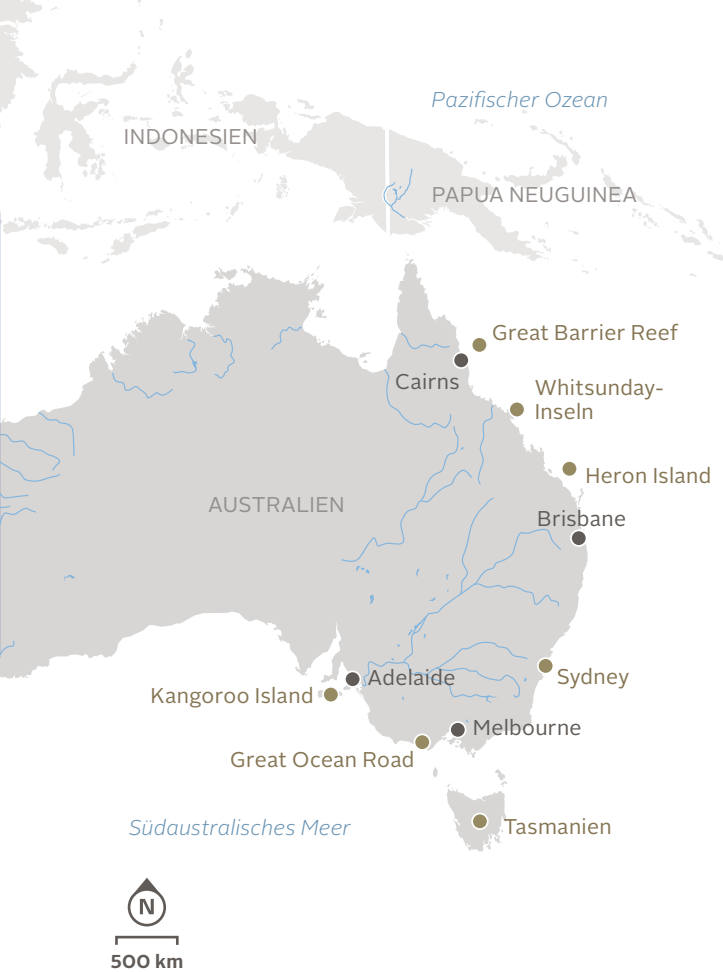 Pazifischer Ozean
INDONESIEN
PAPUA NEUGUINEA
Great Barrier Reef
Cairns
Whitsunday-
Inseln
Heron Island
AUSTRALIEN
Brisbane
Adelaide
Sydney
Kangoroo Island
Melbourne
Great Ocean Road
Südaustralisches Meer
Tasmanien
N
500 km